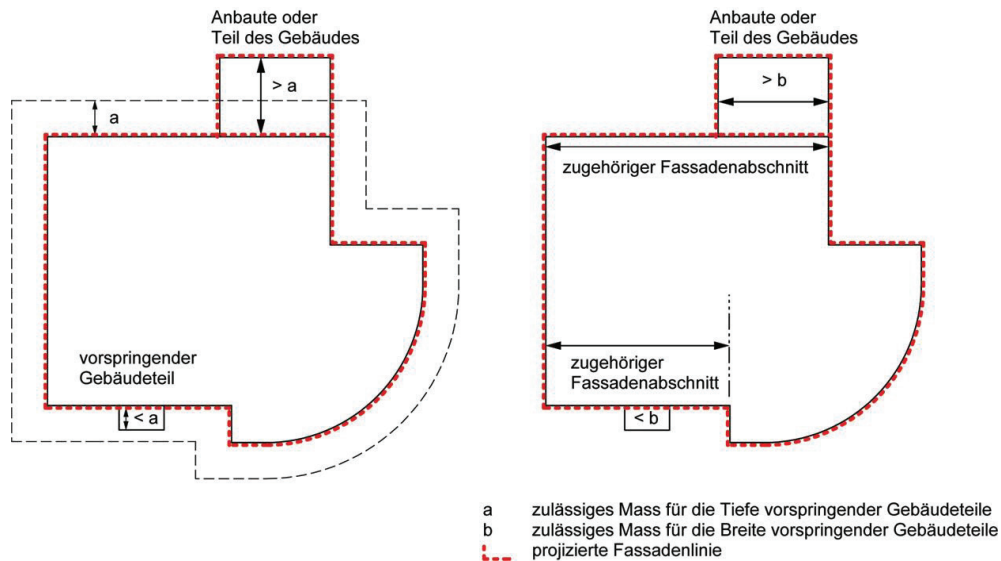 Anbaute oder
Teil des Gebäudes
> a
a
vorspringender
Gebäudeteil
< a
Anbaute oder
Teil des Gebäudes
> b
zugehöriger Fassadenabschnitt
zugehöriger
Fassadenabschnitt
< b
a zulässiges Mass für die Tiefe vorspringender Gebäudeteile
b zulässiges Mass für die Breite vorspringender Gebäudeteile
projizierte Fassadenlinie